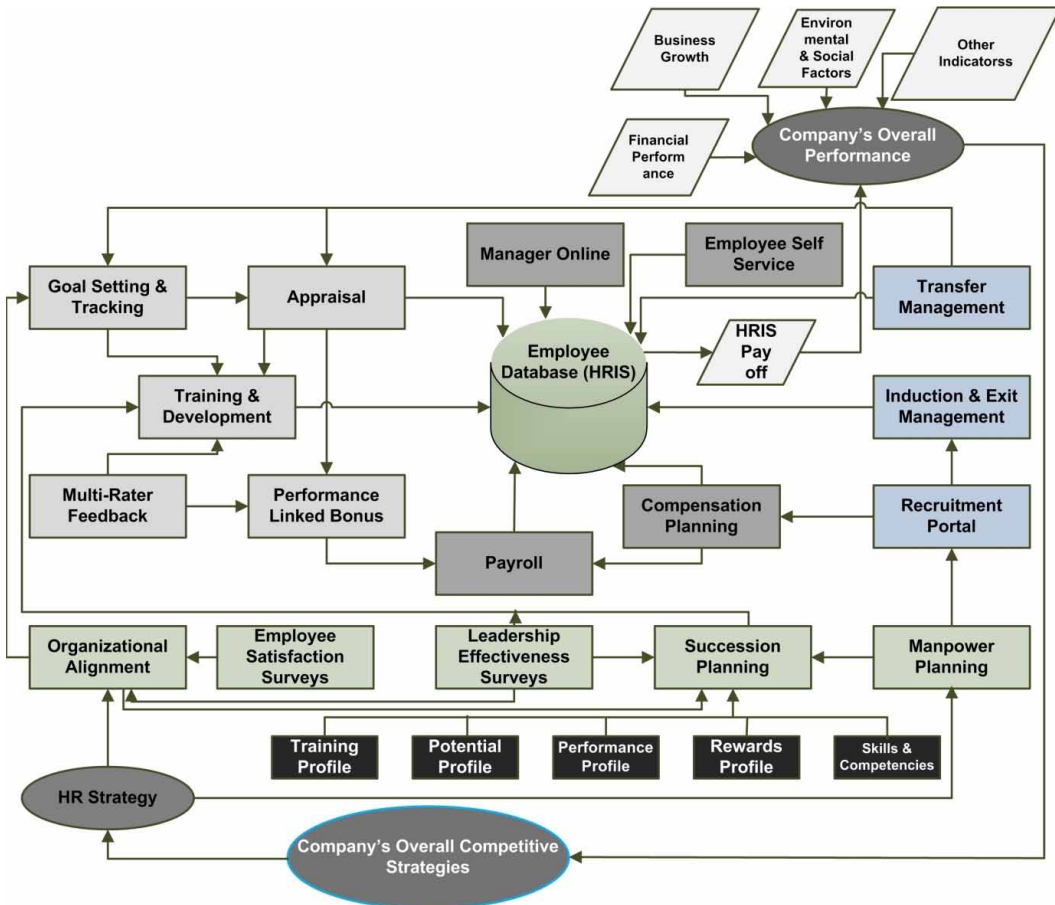 Business
Growth
Environ
mental
& Social
Factors
Other
Indicatorss
Company's Overall
Performance
Financial
Perform
ance
Manager Online
Employee Self
Service
Goal Setting &
Tracking
Appraisal
Transfer
Management
Employee
Database (HRIS)
HRIS
Pay
off
Training &
Development
Induction & Exit
Management
Multi-Rater
Feedback
Performance
Linked Bonus
Compensation
Planning
Recruitment
Portal
Payroll
Organizational
Alignment
Employee
Satisfaction
Surveys
Leadership
Effectiveness
Surveys
Succession
Planning
Manpower
Planning
Training
Profile
Potential
Profile
Performance
Profile
Rewards
Profile
Skills &
Competencies
HR Strategy
Company's Overall Competitive
Strategies